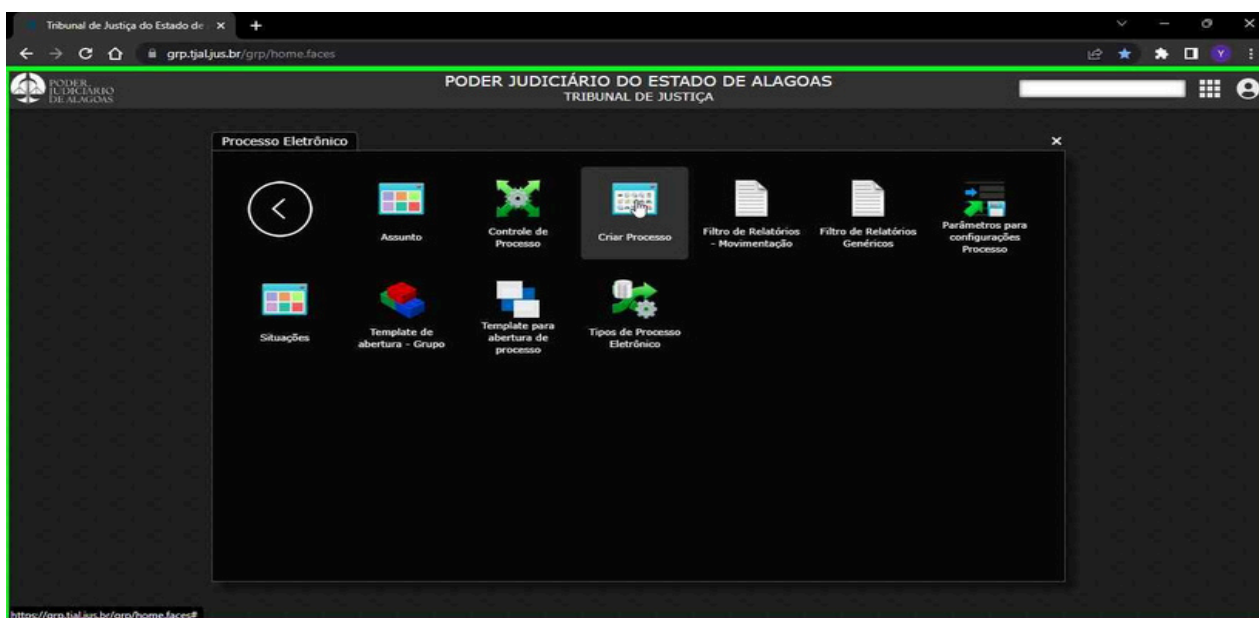 Tribunal de Justiça do Estado de
grp.tjal.jus.br/grp/home.faces
Y
PODER JUDICIÁRIO DE ALAGOAS
PODER JUDICIÁRIO DO ESTADO DE ALAGOAS
TRIBUNAL DE JUSTIÇA
Processo Eletrônico
Assunto
Controle de
Processo
Criar Processo
Filtro de Relatórios
- Movimentação
Filtro de Relatórios
Genéricos
Parâmetros para
configurações
Processo
Situações
Template de
abertura - Grupo
Template para
abertura de
processo
Tipos de Processo
Eletrônico
https://grp.tjal.jus.br/grp/home.faces#